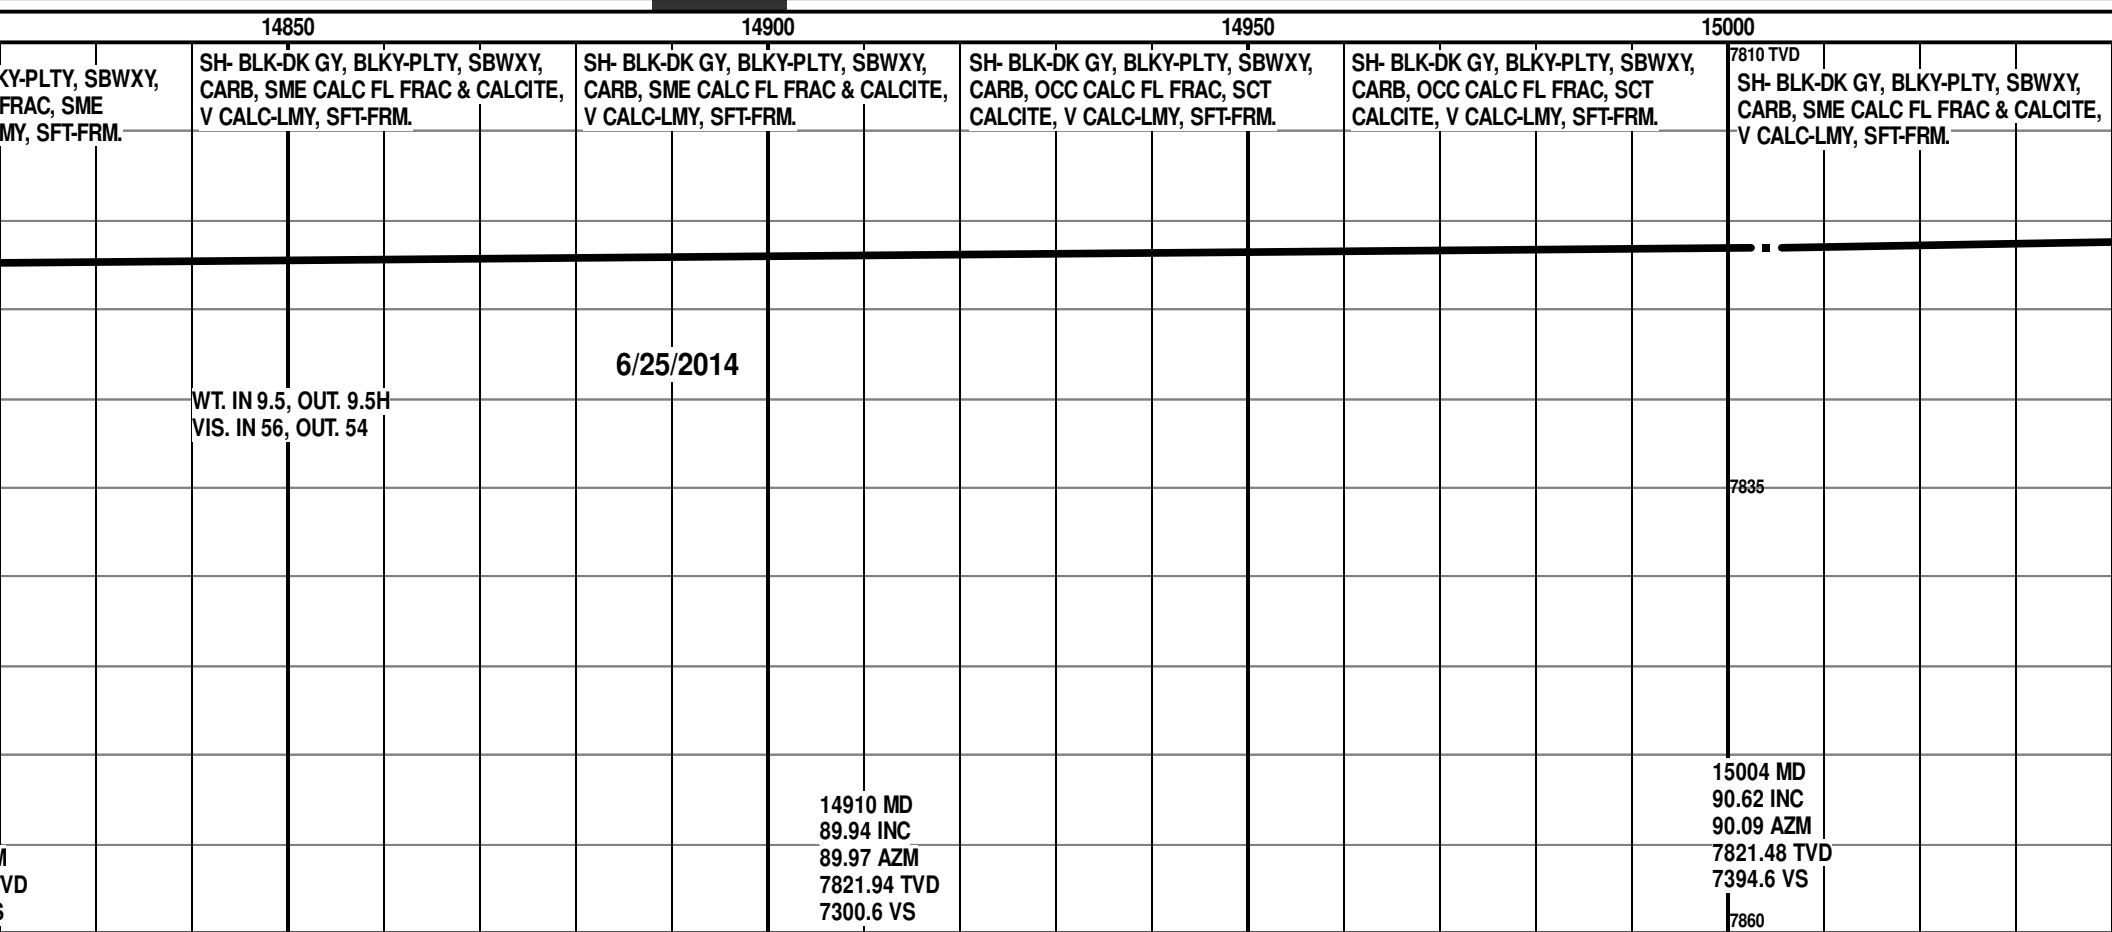 14850 14900 14950 15000
KY-PLTY, SBWXY,
FRAC, SME
MY, SFT-FRM.
SH- BLK-DK GY, BLKY-PLTY, SBWXY,
CARB, SME CALC FL FRAC & CALCITE,
V CALC-LMY, SFT-FRM.
SH- BLK-DK GY, BLKY-PLTY, SBWXY,
CARB, SME CALC FL FRAC & CALCITE,
V CALC-LMY, SFT-FRM.
SH- BLK-DK GY, BLKY-PLTY, SBWXY,
CARB, OCC CALC FL FRAC, SCT
CALCITE, V CALC-LMY, SFT-FRM.
SH- BLK-DK GY, BLKY-PLTY, SBWXY,
CARB, OCC CALC FL FRAC, SCT
CALCITE, V CALC-LMY, SFT-FRM.
7810 TVD
SH- BLK-DK GY, BLKY-PLTY, SBWXY,
CARB, SME CALC FL FRAC & CALCITE,
V CALC-LMY, SFT-FRM.
6/25/2014
WT. IN 9.5, OUT. 9.5H
VIS. IN 56, OUT. 54
7835
VD
14910 MD
89.94 INC
89.97 AZM
7821.94 TVD
7300.6 VS
15004 MD
90.62 INC
90.09 AZM
7821.48 TVD
7394.6 VS
7860